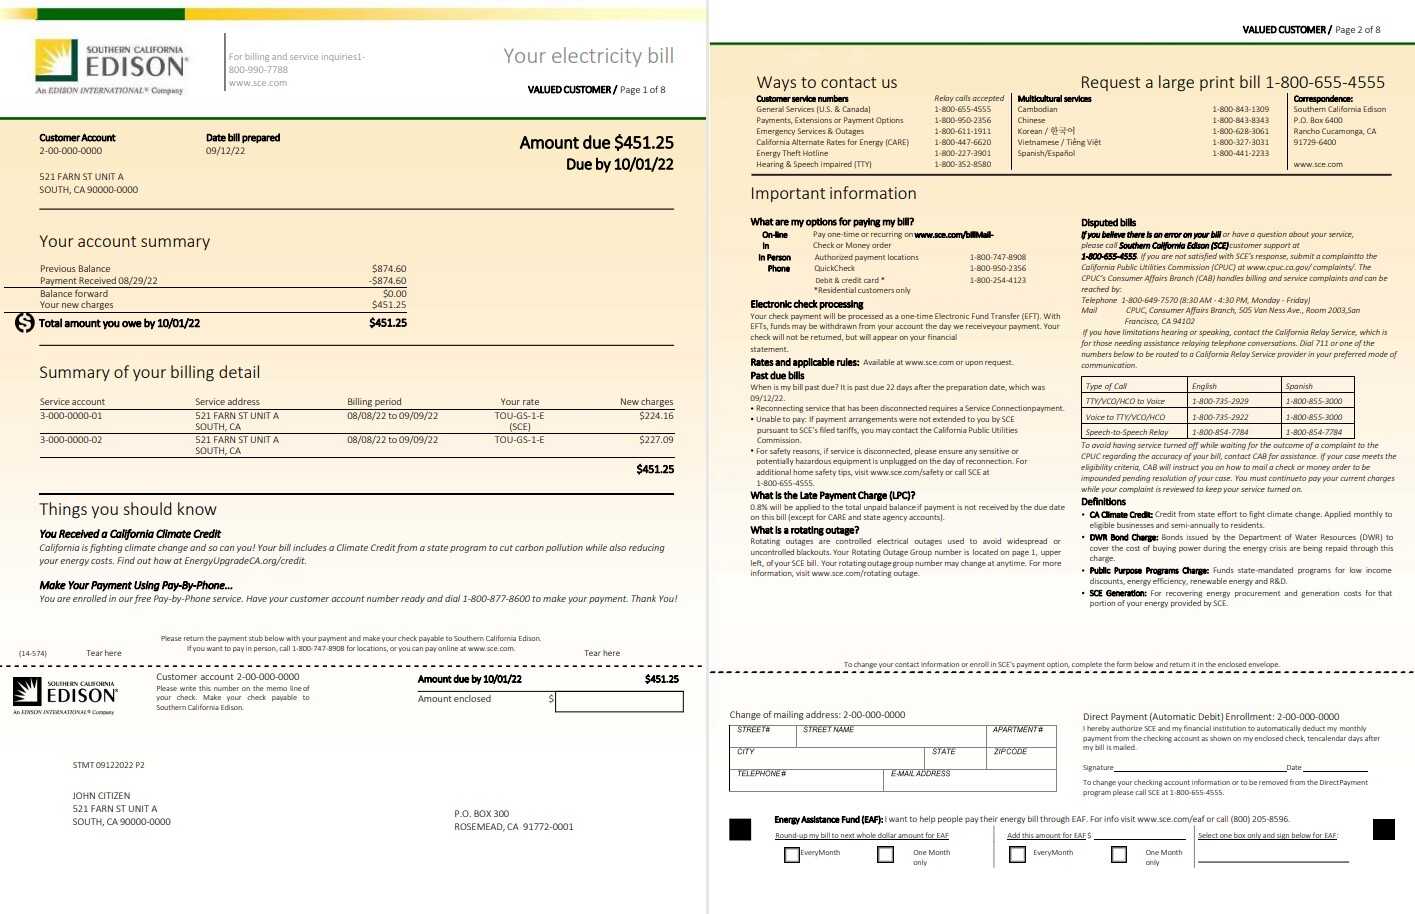 SOUTHERN CALIFORNIA
EDISON
An EDISON INTERNATIONAL® Company
For billing and service inquiries1-
800-990-7788
www.sce.com
Your electricity bill
VALUED CUSTOMER / Page 1 of 8
Customer Account
2-00-000-0000
Date bill prepared
09/12/22
Amount due $451.25
Due by 10/01/22
521 FARN ST UNIT A
SOUTH, CA 90000-0000
Your account summary
Previous Balance $874.60
Payment Received 08/29/22 -$874.60
Balance forward $0.00
Your new charges $451.25
Total amount you owe by 10/01/22 $451.25
Summary of your billing detail
Service account Service address Billing period Your rate New charges
3-000-0000-01 521 FARN ST UNIT A 08/08/22 to 09/09/22 TOU-GS-1-E $224.16
SOUTH, CA (SCE)
3-000-0000-02 521 FARN ST UNIT A 08/08/22 to 09/09/22 TOU-GS-1-E $227.09
SOUTH, CA
$451.25
Things you should know
You Received a California Climate Credit
California is fighting climate change and so can you! Your bill includes a Climate Credit from a state program to cut carbon pollution while also reducing
your energy costs. Find out how at EnergyUpgradeCA.org/credit.
Make Your Payment Using Pay-By-Phone...
You are enrolled in our free Pay-by-Phone service. Have your customer account number ready and dial 1-800-877-8600 to make your payment. Thank You!
Please return the payment stub below with your payment and make your check payable to Southern California Edison.
If you want to pay in person, call 1-800-747-8908 for locations, or you can pay online at www.sce.com.
(14-574) Tear here Tear here
SOUTHERN CALIFORNIA
EDISON
An EDISON INTERNATIONAL® Company
Customer account 2-00-000-0000
Please write this number on the memo line of
your check. Make your check payable to
Southern California Edison.
Amount due by 10/01/22 $451.25
Amount enclosed $
STMT 09122022 P2
JOHN CITIZEN
521 FARN ST UNIT A
SOUTH, CA 90000-0000
P.O. BOX 300
ROSEMEAD, CA 91772-0001
VALUED CUSTOMER / Page 2 of 8
Ways to contact us
Request a large print bill 1-800-655-4555
Customer service numbers Relay calls accepted
General Services (U.S. & Canada) 1-800-655-4555
Payments, Extensions or Payment Options 1-800-950-2356
Emergency Services & Outages 1-800-611-1911
California Alternate Rates for Energy (CARE) 1-800-447-6620
Energy Theft Hotline 1-800-227-3901
Hearing & Speech impaired (TTY) 1-800-352-8580
Multicultural services
Cambodian 1-800-843-1309
Chinese 1-800-843-8343
Korean / 한국어 1-800-628-3061
Vietnamese / Tiếng Việt 1-800-327-3031
Spanish/Español 1-800-441-2233
Correspondence:
Southern California Edison
P.O. Box 6400
Rancho Cucamonga, CA
91729-6400
www.sce.com
Important information
What are my options for paying my bill?
On-line Pay one-time or recurring on www.sce.com/billMail-
In Check or Money order
In Person Authorized payment locations 1-800-747-8908
Phone QuickCheck 1-800-950-2356
Debit & credit card * 1-800-254-4123
*Residential customers only
Electronic check processing
Your check payment will be processed as a one-time Electronic Fund Transfer (EFT). With
EFTs, funds may be withdrawn from your account the day we receiveyour payment. Your
check will not be returned, but will appear on your financial
statement.
Rates and applicable rules: Available at www.sce.com or upon request.
Past due bills
When is my bill past due? It is past due 22 days after the preparation date, which was
09/12/22.
• Reconnecting service that has been disconnected requires a Service Connectionpayment.
• Unable to pay: If payment arrangements were not extended to you by SCE
pursuant to SCE's filed tariffs, you may contact the California Public Utilities
Commission.
• For safety reasons, if service is disconnected, please ensure any sensitive or
potentially hazardous equipment is unplugged on the day of reconnection. For
additional home safety tips, visit www.sce.com/safety or call SCE at
1-800-655-4555.
What is the Late Payment Charge (LPC)?
0.8% will be applied to the total unpaid balance if payment is not received by the due date
on this bill (except for CARE and state agency accounts).
What is a rotating outage?
Rotating outages are controlled electrical outages used to avoid widespread or
uncontrolled blackouts. Your Rotating Outage Group number is located on page 1, upper
left, of your SCE bill. Your rotating outage group number may change at anytime. For more
information, visit www.sce.com/rotating outage.
Disputed bills
If you believe there is an error on your bill or have a question about your service,
please call Southern California Edison (SCE) customer support at
1-800-655-4555. If you are not satisfied with SCE's response, submit a complaintto the
California Public Utilities Commission (CPUC) at www.cpuc.ca.gov/ complaints/. The
CPUC's Consumer Affairs Branch (CAB) handles billing and service complaints and can be
reached by:
Telephone 1-800-649-7570 (8:30 AM - 4:30 PM, Monday - Friday)
Mail CPUC, Consumer Affairs Branch, 505 Van Ness Ave., Room 2003,San
Francisco, CA 94102
If you have limitations hearing or speaking, contact the California Relay Service, which is
for those needing assistance relaying telephone conversations. Dial 711 or one of the
numbers below to be routed to a California Relay Service provider in your preferred mode of
communication.
Type of Call English Spanish
TTY/VCO/HCO to Voice 1-800-735-2929 1-800-855-3000
Voice to TTY/VCO/HCO 1-800-735-2922 1-800-855-3000
Speech-to-Speech Relay 1-800-854-7784 1-800-854-7784
To avoid having service turned off while waiting for the outcome of a complaint to the
CPUC regarding the accuracy of your bill, contact CAB for assistance. If your case meets the
eligibility criteria, CAB will instruct you on how to mail a check or money order to be
impounded pending resolution of your case. You must continueto pay your current charges
while your complaint is reviewed to keep your service turned on.
Definitions
• CA Climate Credit: Credit from state effort to fight climate change. Applied monthly to
eligible businesses and semi-annually to residents.
• DWR Bond Charge: Bonds issued by the Department of Water Resources (DWR) to
cover the cost of buying power during the energy crisis are being repaid through this
charge.
• Public Purpose Programs Charge: Funds state-mandated programs for low income
discounts, energy efficiency, renewable energy and R&D.
• SCE Generation: For recovering energy procurement and generation costs for that
portion of your energy provided by SCE.
To change your contact information or enroll in SCE's payment option, complete the form below and return it in the enclosed envelope.
Change of mailing address: 2-00-000-0000
STREET# STREET NAME APARTMENT#
CITY STATE ZIPCODE
TELEPHONE# E-MAIL ADDRESS
Direct Payment (Automatic Debit) Enrollment: 2-00-000-0000
I hereby authorize SCE and my financial institution to automatically deduct my monthly
payment from the checking account as shown on my enclosed check, tencalendar days after
my bill is mailed.
Signature Date
To change your checking account information or to be removed from the DirectPayment
program please call SCE at 1-800-655-4555.
Energy Assistance Fund (EAF): I want to help people pay their energy bill through EAF. For info visit www.sce.com/eaf or call (800) 205-8596.
Round-up my bill to next whole dollar amount for EAF
EveryMonth One Month
only
Add this amount for EAF $
EveryMonth One Month
only
Select one box only and sign below for EAF: